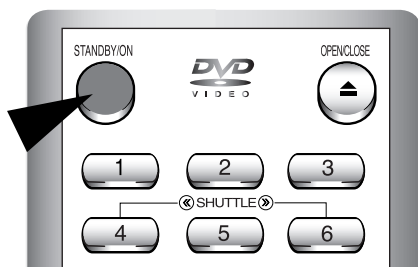 STANDBY/ON OPEN/CLOSE
DVD
VIDEO
1 2 3
SHUTTLE
4 5 6